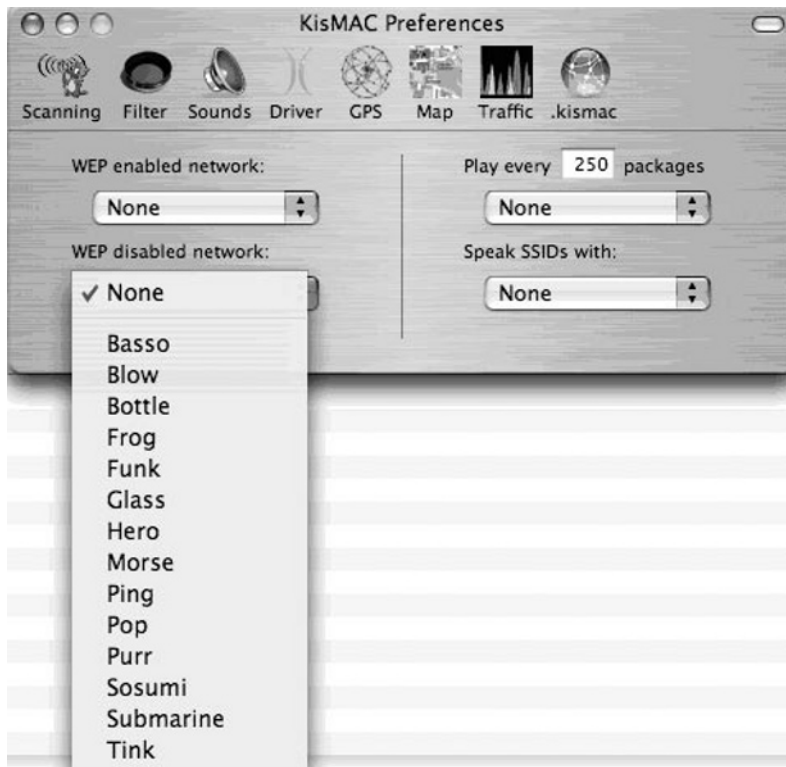 KisMAC Preferences
Scanning Filter Sounds Driver GPS Map Traffic .kismac
WEP enabled network:
None
WEP disabled network:
✓ None
Basso
Blow
Bottle
Frog
Funk
Glass
Hero
Morse
Ping
Pop
Purr
Sosumi
Submarine
Tink
Play every 250 packages
None
Speak SSIDs with:
None